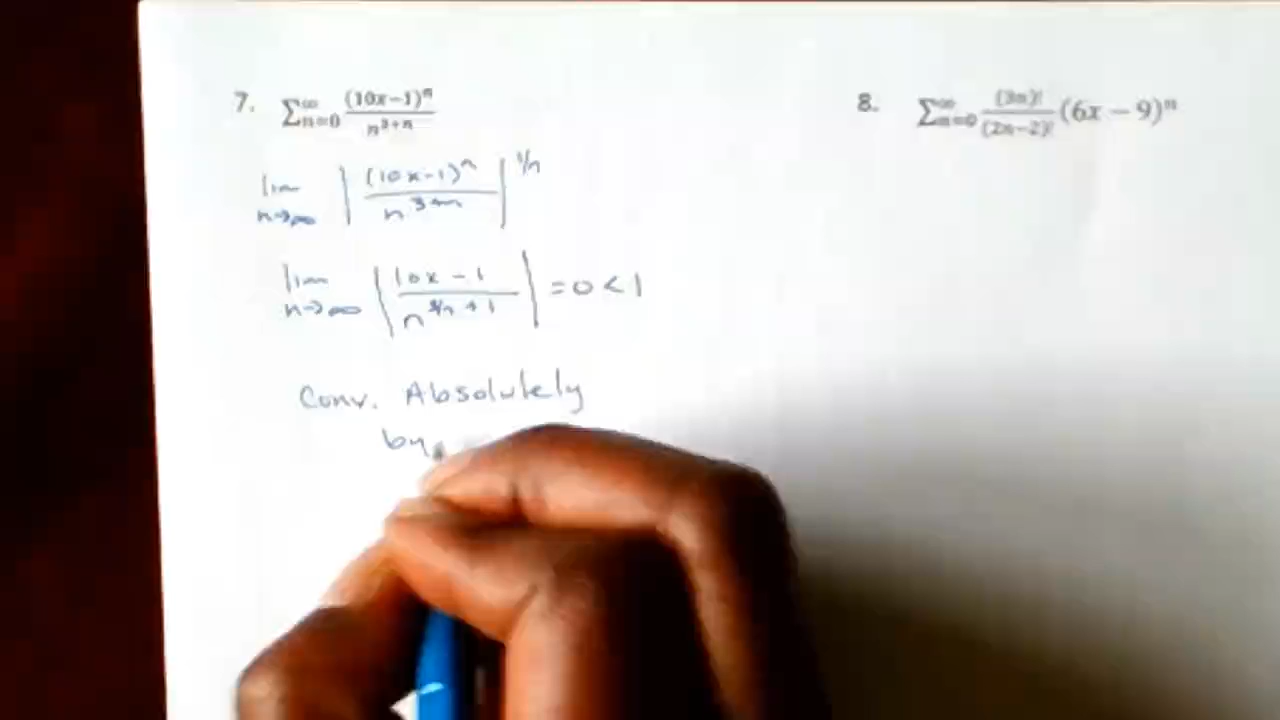 7. ∑_{n=0}^{∞} (10x−1)^n / n^{3+n}
8. ∑_{n=0}^{∞} (3n)! / (2n−2)! (6x − 9)^n
lim n→∞ | (10x-1)^n / n^{3+n} |^{1/n}
lim n→∞ | 10x - 1 / n^{3/n + 1} | = 0 < 1
Conv. Absolutely
by